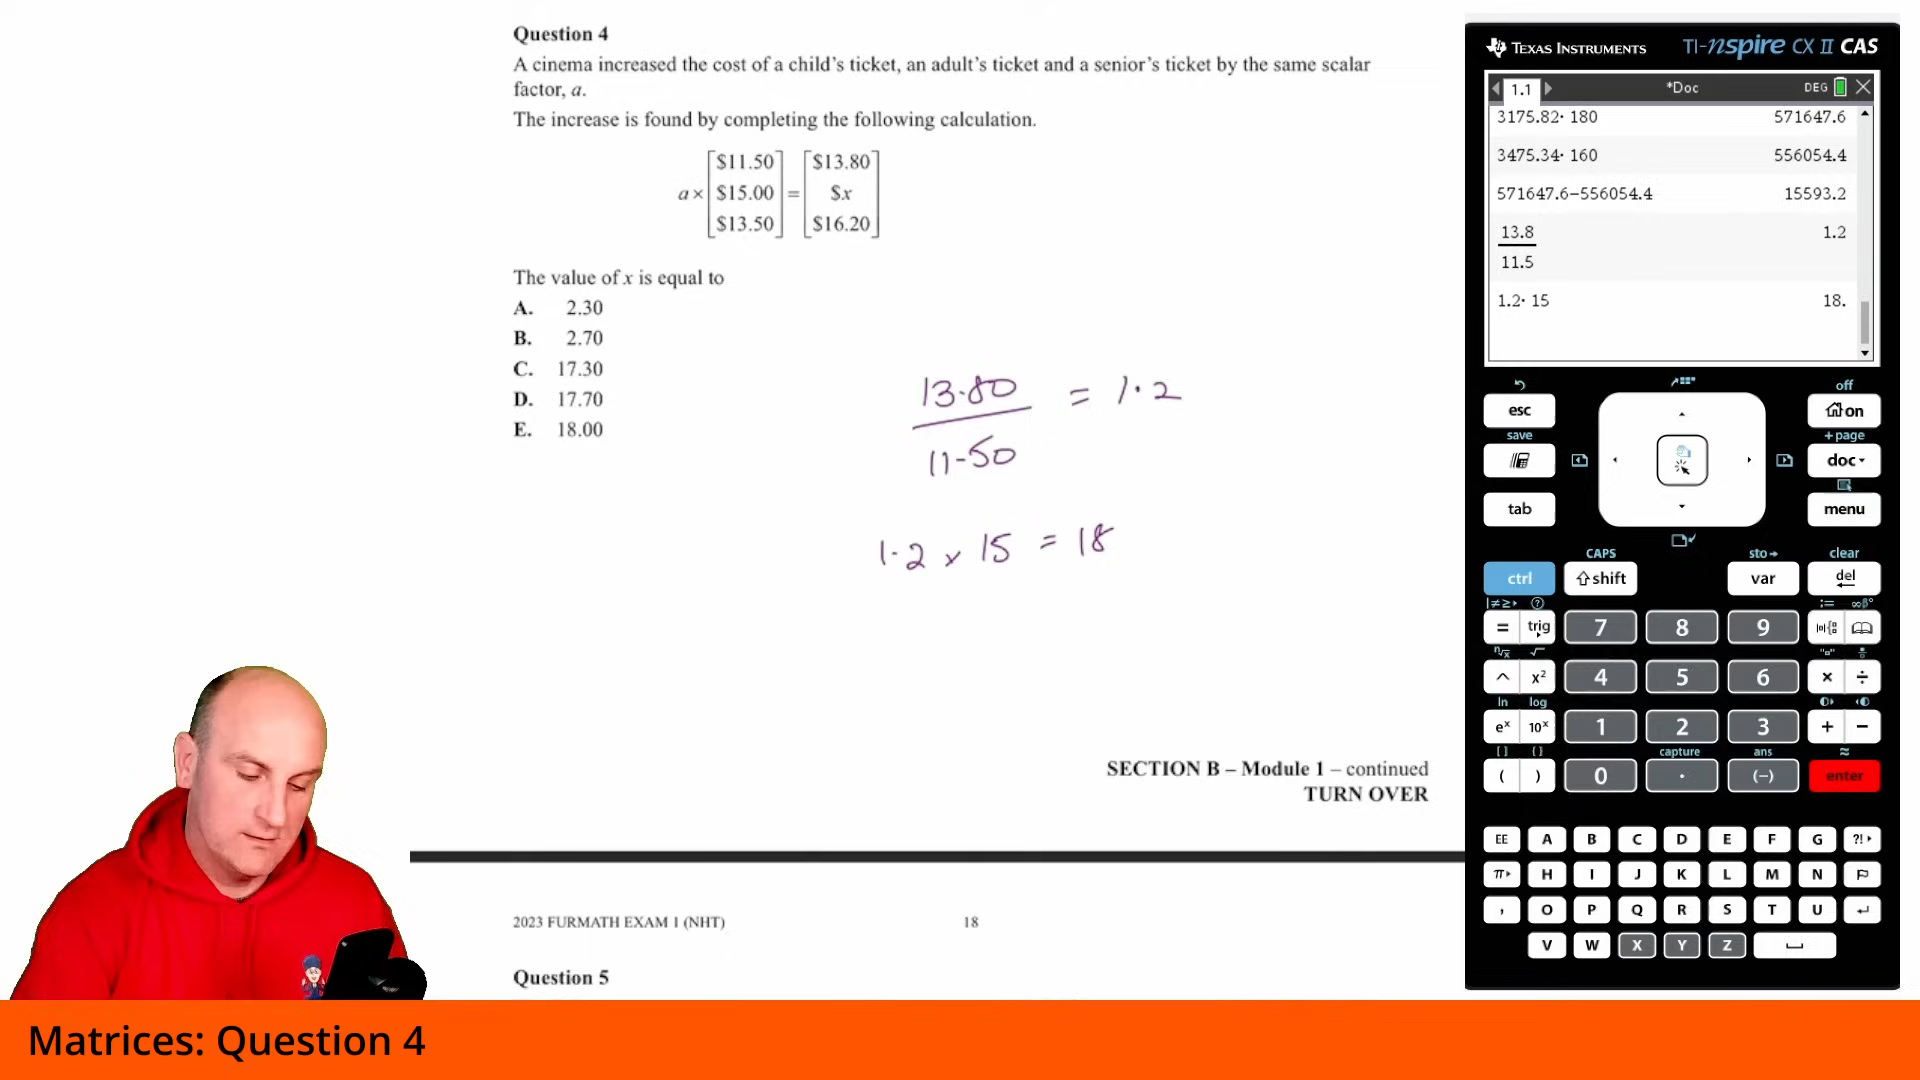 Question 4
A cinema increased the cost of a child's ticket, an adult's ticket and a senior's ticket by the same scalar
factor, a.
The increase is found by completing the following calculation.
$11.50 $13.80
a × $15.00 = $x
$13.50 $16.20
The value of x is equal to
A. 2.30
B. 2.70
C. 17.30
D. 17.70
E. 18.00
13.80
= 1.2
11-50
1.2 × 15 = 18
SECTION B – Module 1 – continued
TURN OVER
2023 FURMATH EXAM 1 (NHT) 18
Question 5
Matrices: Question 4
TEXAS INSTRUMENTS TI-nspire CX II CAS
1.1 *Doc DEG
3175.82·180 571647.6
3475.34·160 556054.4
571647.6−556054.4 15593.2
13.8 1.2
11.5
1.2·15 18.
off
esc on
save +page
doc
tab menu
CAPS sto→ clear
ctrl shift var del
= trig 7 8 9
^ x² 4 5 6 × ÷
ln log
eˣ 10ˣ 1 2 3 + −
[ ] { } capture ans ≈
( ) 0 . (−) enter
EE A B C D E F G ?!
π H I J K L M N
, O P Q R S T U
V W X Y Z